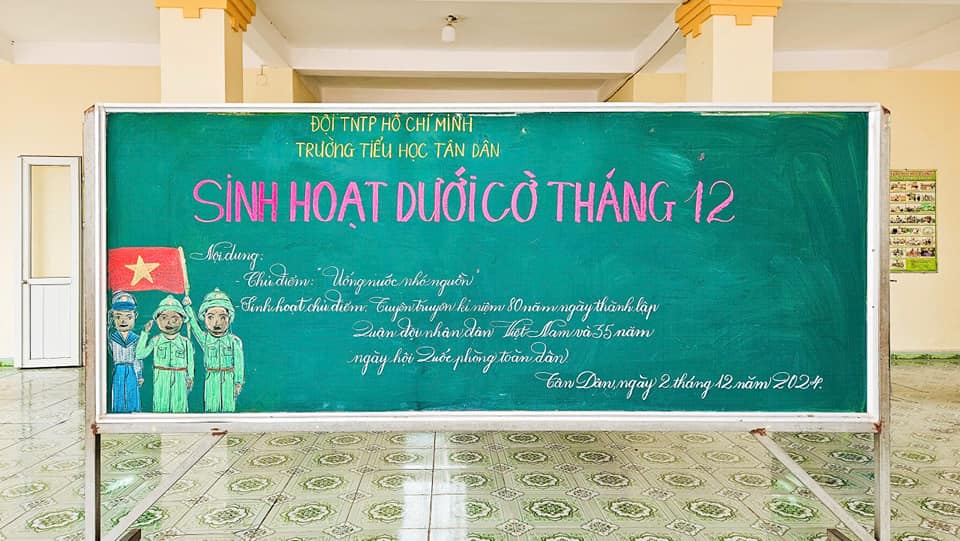 ĐỘI TNTP HỒ CHÍ MINH
TRƯỜNG TIỂU HỌC TÂN DÂN
SINH HOẠT DƯỚI CỜ THÁNG 12
Nội dung:
- Chủ điểm: "Uống nước nhớ nguồn"
- Sinh hoạt chủ điểm: Tuyên truyền kỉ niệm 80 năm ngày thành lập
Quân đội nhân dân Việt Nam và 35 năm
ngày hội Quốc phòng toàn dân
Tân Dân, ngày 2 tháng 12 năm 2024.